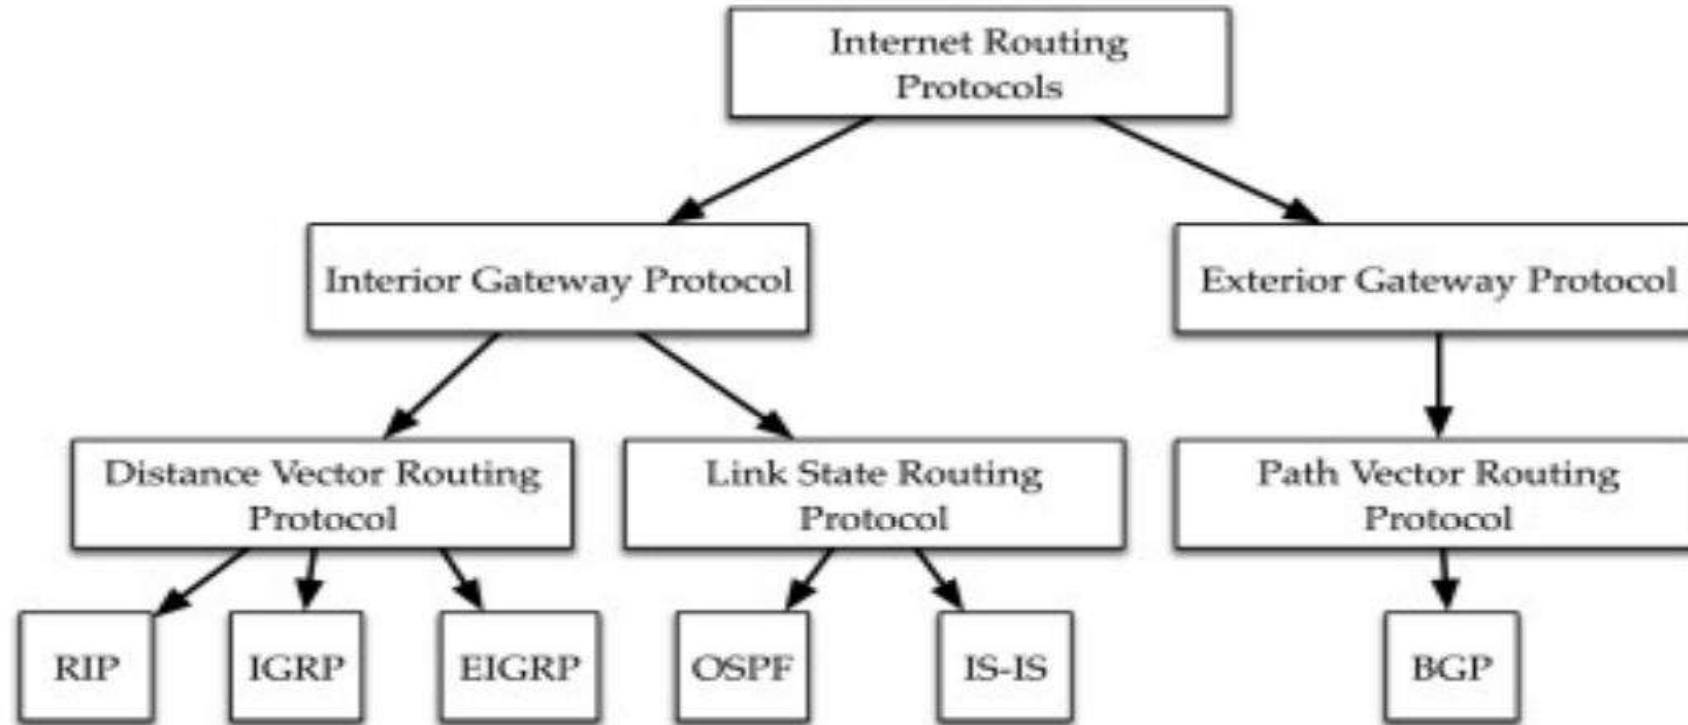 Internet Routing
Protocols
Interior Gateway Protocol
Exterior Gateway Protocol
Distance Vector Routing
Protocol
Link State Routing
Protocol
Path Vector Routing
Protocol
RIP
IGRP
EIGRP
OSPF
IS-IS
BGP